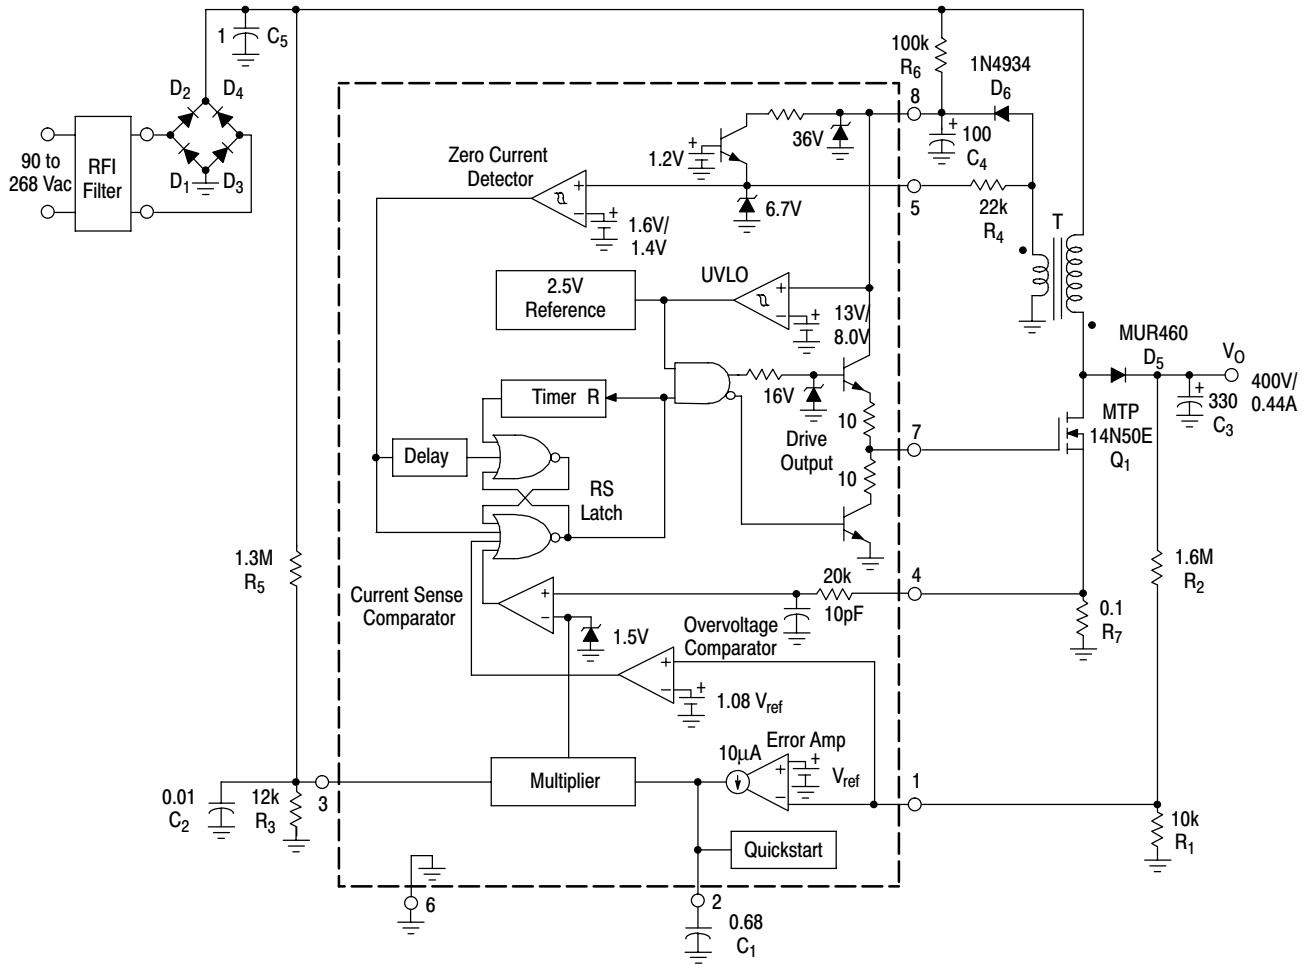 1
C5
100k
R6
1N4934
D6
8
D2
D4
D1
D3
90 to
268 Vac
RFI
Filter
36V
+
100
C4
+
1.2V
Zero Current
Detector
+
–
+
1.6V/
1.4V
6.7V
5
22k
R4
T
2.5V
Reference
UVLO
+
–
+
13V/
8.0V
MUR460
D5
VO
400V/
0.44A
+
330
C3
Timer R
16V
10
Drive
Output
10
7
MTP
14N50E
Q1
Delay
RS
Latch
1.3M
R5
1.6M
R2
20k
10pF
4
0.1
R7
Current Sense
Comparator
+
–
1.5V
Overvoltage
Comparator
+
–
+
1.08 Vref
Multiplier
10μA
Error Amp
+
–
+
Vref
1
10k
R1
0.01
C2
12k
R3
3
Quickstart
6
2
0.68
C1